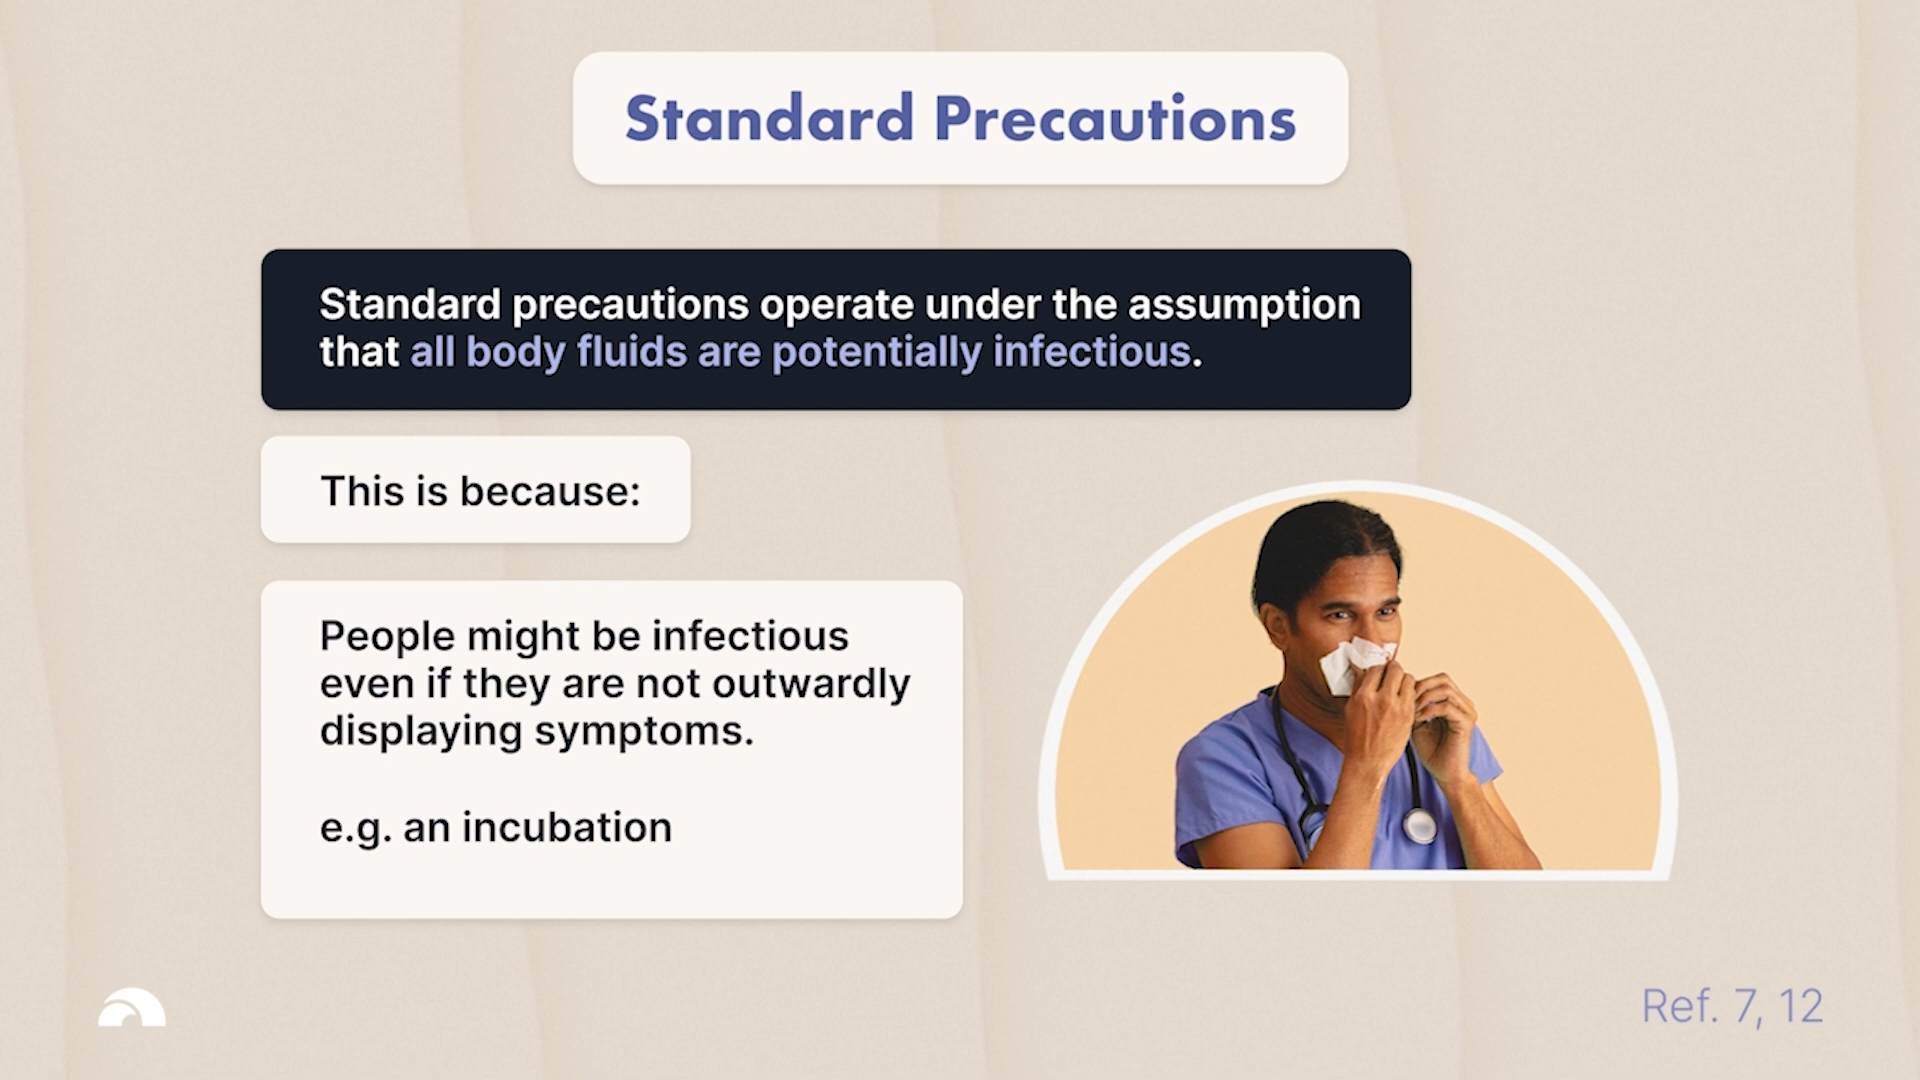 Standard Precautions
Standard precautions operate under the assumption
that all body fluids are potentially infectious.
This is because:
People might be infectious
even if they are not outwardly
displaying symptoms.
e.g. an incubation
Ref. 7, 12